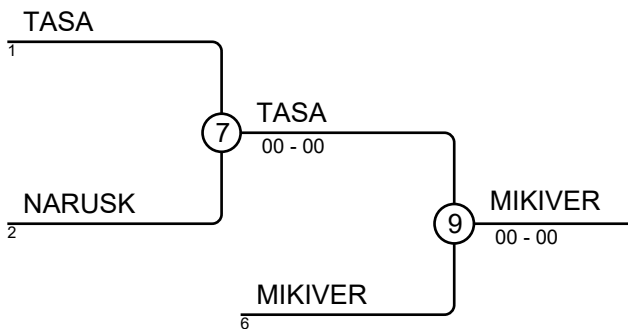 TASA
1
7
TASA
00 - 00
NARUSK
2
9
MIKIVER
00 - 00
MIKIVER
6